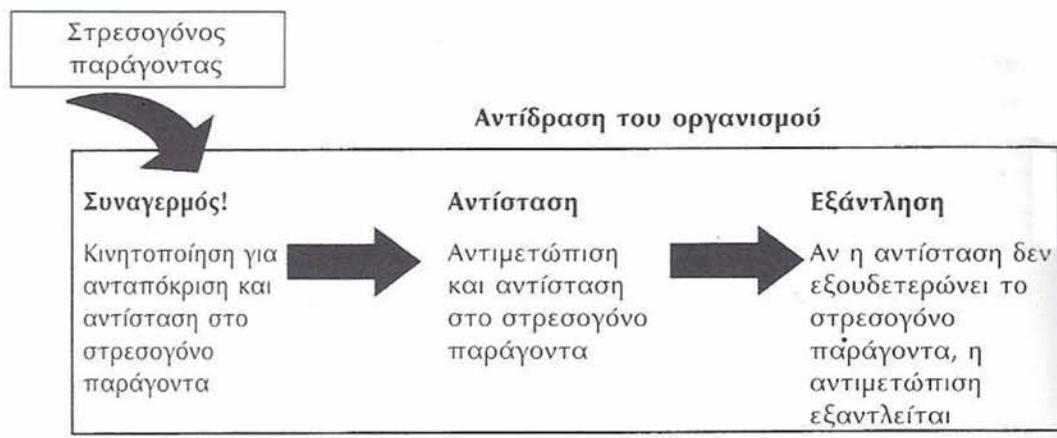 Στρεσογόνος
παράγοντας
Αντίδραση του οργανισμού
Συναγερμός!
Κινητοποίηση για
ανταπόκριση και
αντίσταση στο
στρεσογόνο
παράγοντα
Αντίσταση
Αντιμετώπιση
και αντίσταση
στο στρεσογόνο
παράγοντα
Εξάντληση
Αν η αντίσταση δεν
εξουδετερώνει το
στρεσογόνο
παράγοντα, η
αντιμετώπιση
εξαντλείται